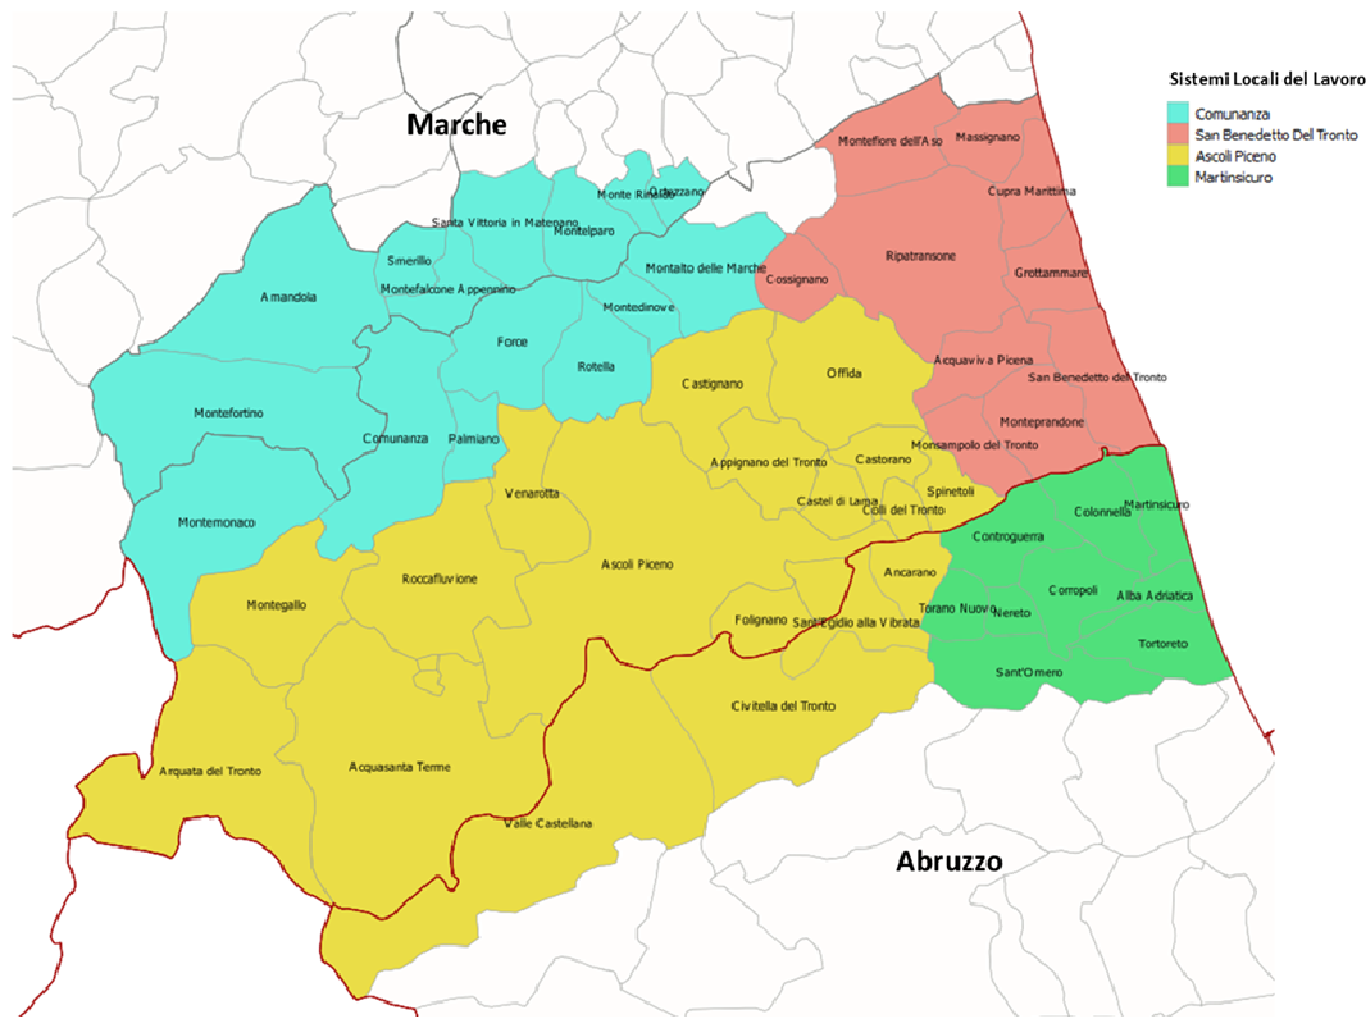 Sistemi Locali del Lavoro
Comunanza
San Benedetto Del Tronto
Ascoli Piceno
Martinsicuro
Marche
Montefiore dell'Aso
Massignano
Cupra Marittima
Monte Rinaldo
Ortezzano
Santa Vittoria in Matenano
Montelparo
Smerillo
Ripatransone
Montalto delle Marche
Cossignano
Grottammare
Montefalcone Appennino
Amandola
Montedinove
Force
Rotella
Acquaviva Picena
Castignano
Offida
San Benedetto del Tronto
Montefortino
Monteprandone
Comunanza
Palmiano
Monsampolo del Tronto
Appignano del Tronto
Castorano
Venarotta
Spinetoli
Castel di Lama
Colli del Tronto
Martinsicuro
Colonnella
Montemonaco
Controguerra
Ascoli Piceno
Roccafluvione
Ancarano
Corropoli
Alba Adriatica
Montegallo
Torano Nuovo
Nereto
Folignano
Sant'Egidio alla Vibrata
Tortoreto
Sant'Omero
Civitella del Tronto
Arquata del Tronto
Acquasanta Terme
Valle Castellana
Abruzzo